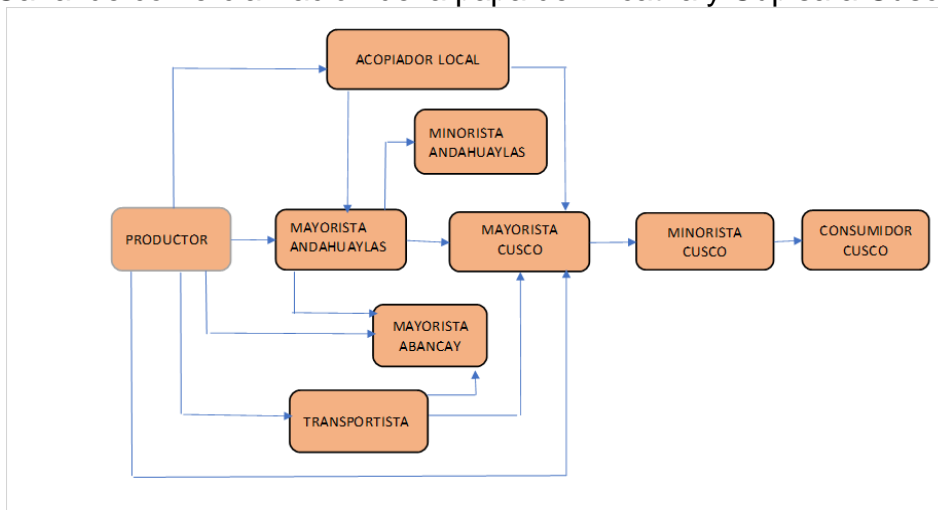 ACOPIADOR LOCAL
MINORISTA
ANDAHUAYLAS
PRODUCTOR
MAYORISTA
ANDAHUAYLAS
MAYORISTA
CUSCO
MINORISTA
CUSCO
CONSUMIDOR
CUSCO
MAYORISTA
ABANCAY
TRANSPORTISTA